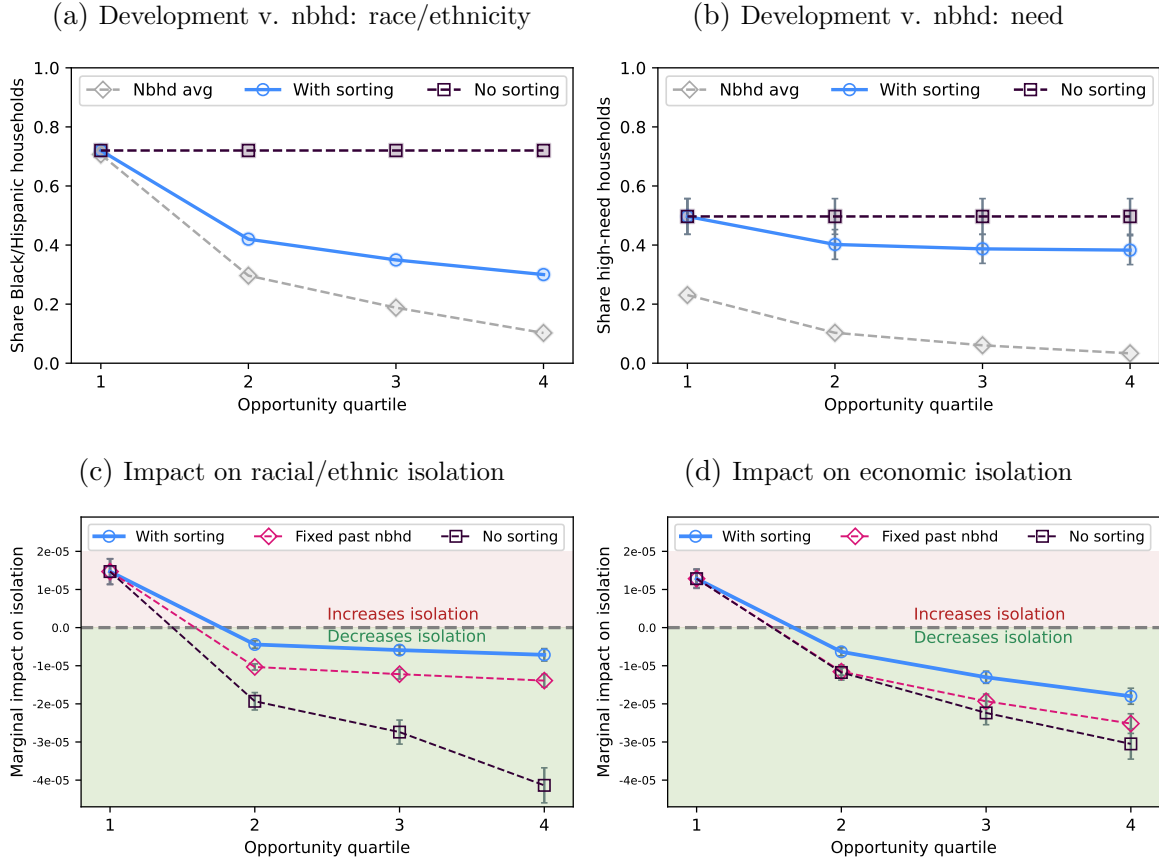 (a) Development v. nbhd: race/ethnicity
Nbhd avg
With sorting
No sorting
Share Black/Hispanic households
1.0
0.8
0.6
0.4
0.2
0.0
1 2 3 4
Opportunity quartile
(b) Development v. nbhd: need
Nbhd avg
With sorting
No sorting
Share high-need households
1.0
0.8
0.6
0.4
0.2
0.0
1 2 3 4
Opportunity quartile
(c) Impact on racial/ethnic isolation
With sorting
Fixed past nbhd
No sorting
Marginal impact on isolation
2e-05
1e-05
0.0
-1e-05
-2e-05
-3e-05
-4e-05
Increases isolation
Decreases isolation
1 2 3 4
Opportunity quartile
(d) Impact on economic isolation
With sorting
Fixed past nbhd
No sorting
Marginal impact on isolation
2e-05
1e-05
0.0
-1e-05
-2e-05
-3e-05
-4e-05
Increases isolation
Decreases isolation
1 2 3 4
Opportunity quartile